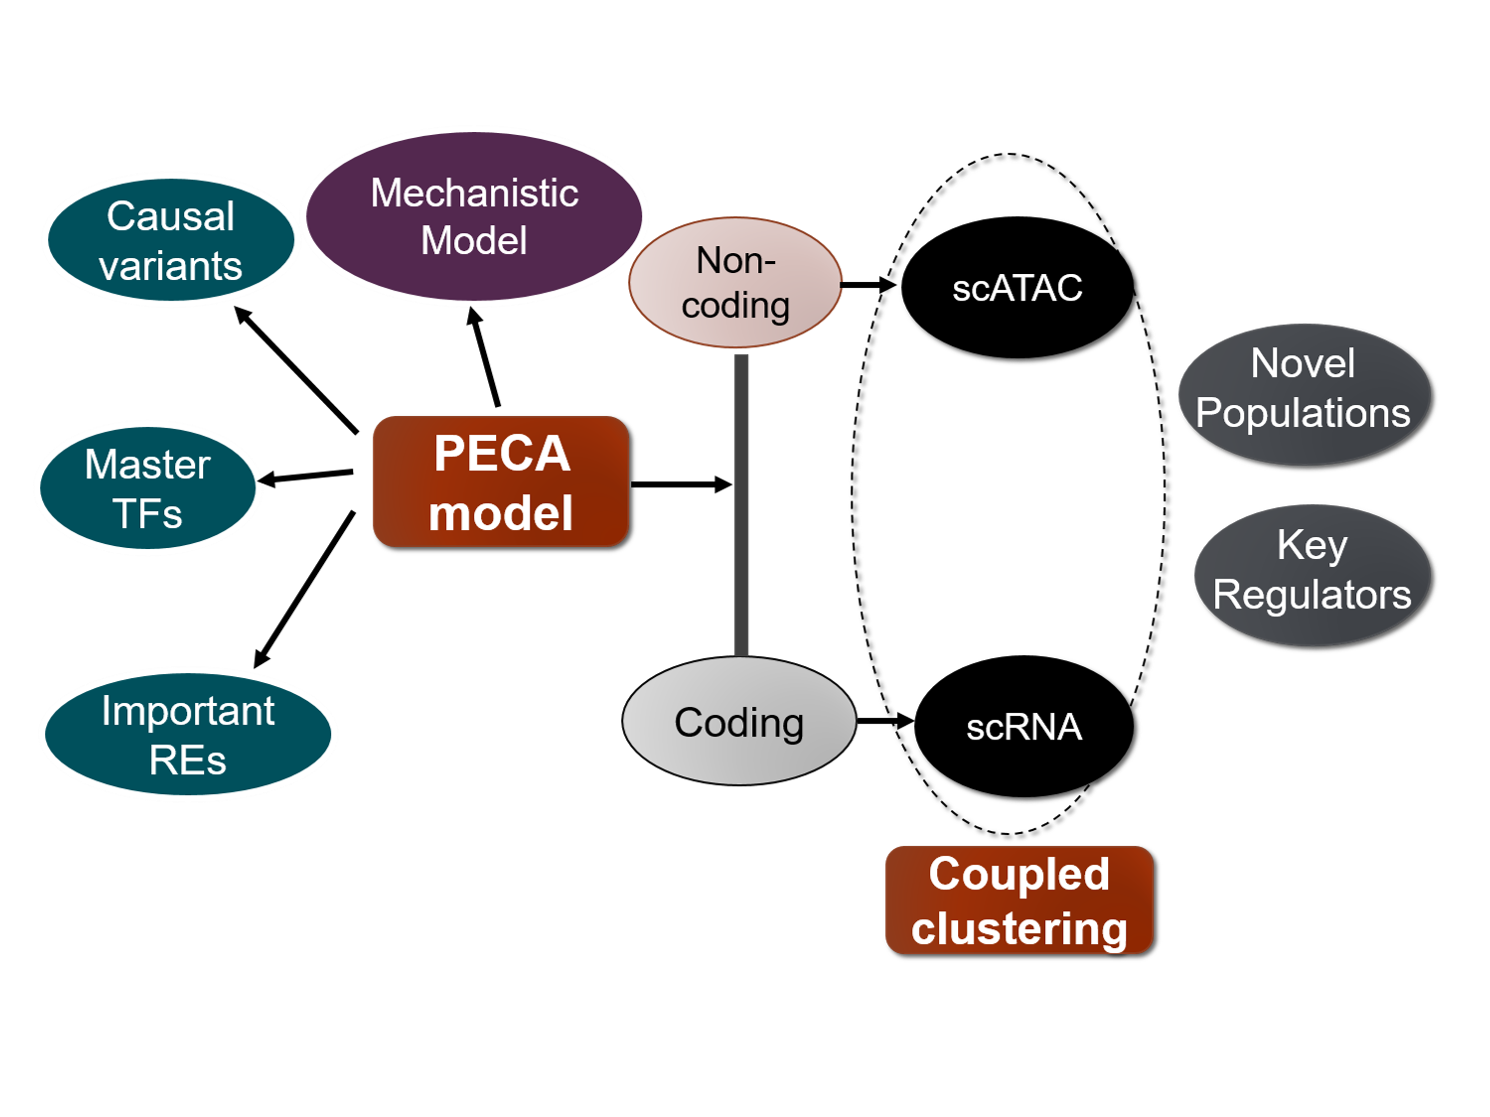 Causal
variants
Mechanistic
Model
Non-
coding
scATAC
Novel
Populations
Master
TFs
PECA
model
Key
Regulators
Important
REs
Coding
scRNA
Coupled
clustering